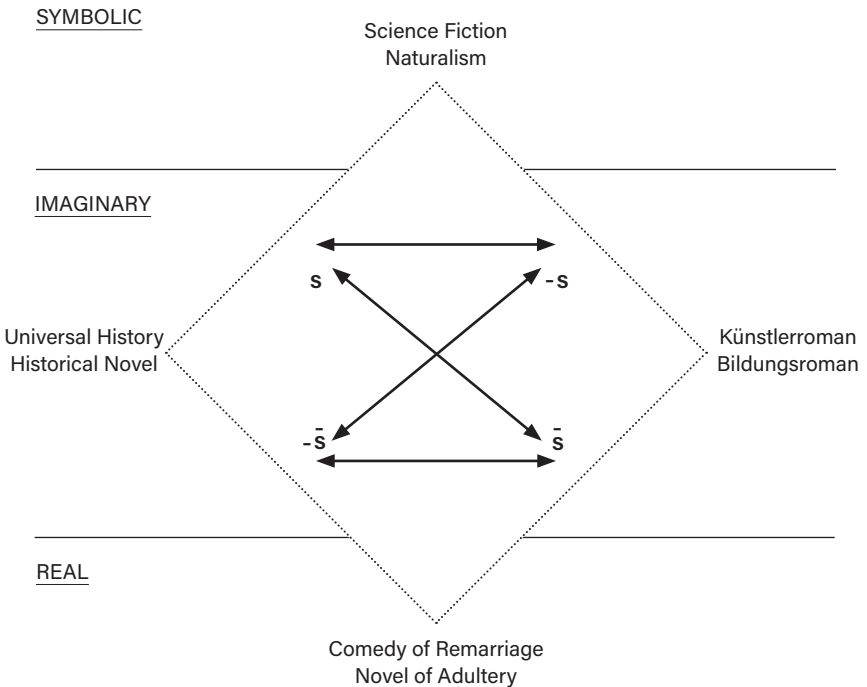 SYMBOLIC
Science Fiction
Naturalism
IMAGINARY
S
-S
Universal History
Historical Novel
Künstlerroman
Bildungsroman
-S̄
S̄
REAL
Comedy of Remarriage
Novel of Adultery